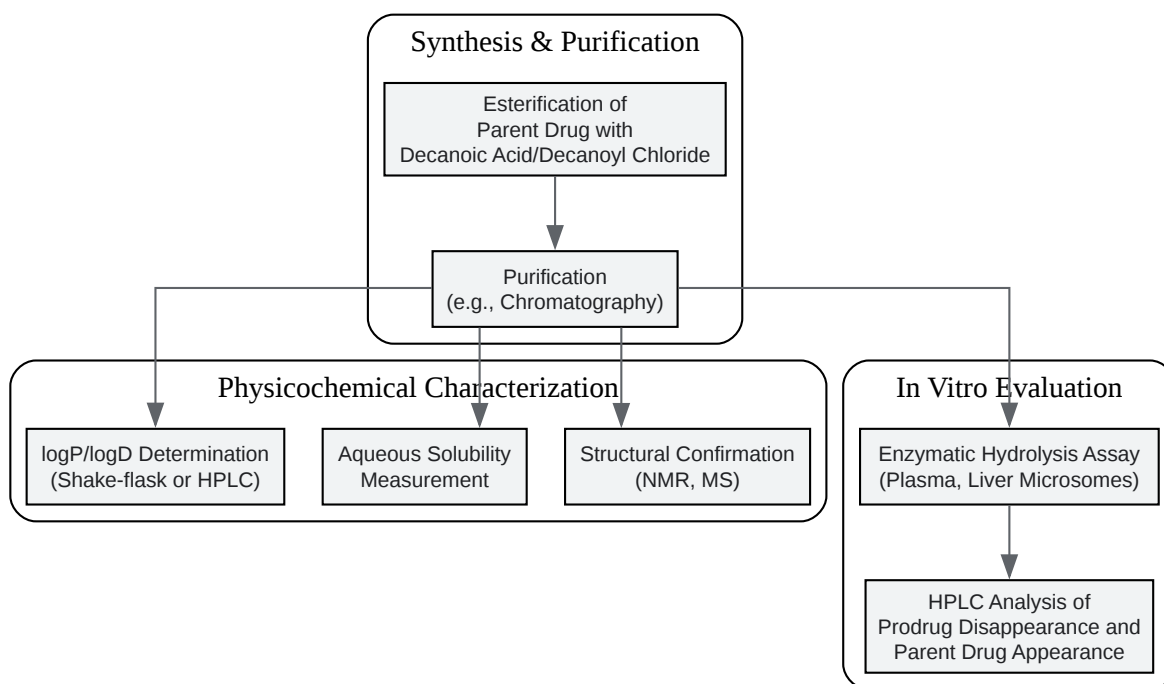 Synthesis & Purification
Esterification of
Parent Drug with
Decanoic Acid/Decanoyl Chloride
Purification
(e.g., Chromatography)
Physicochemical Characterization
logP/logD Determination
(Shake-flask or HPLC)
Aqueous Solubility
Measurement
Structural Confirmation
(NMR, MS)
In Vitro Evaluation
Enzymatic Hydrolysis Assay
(Plasma, Liver Microsomes)
HPLC Analysis of
Prodrug Disappearance and
Parent Drug Appearance